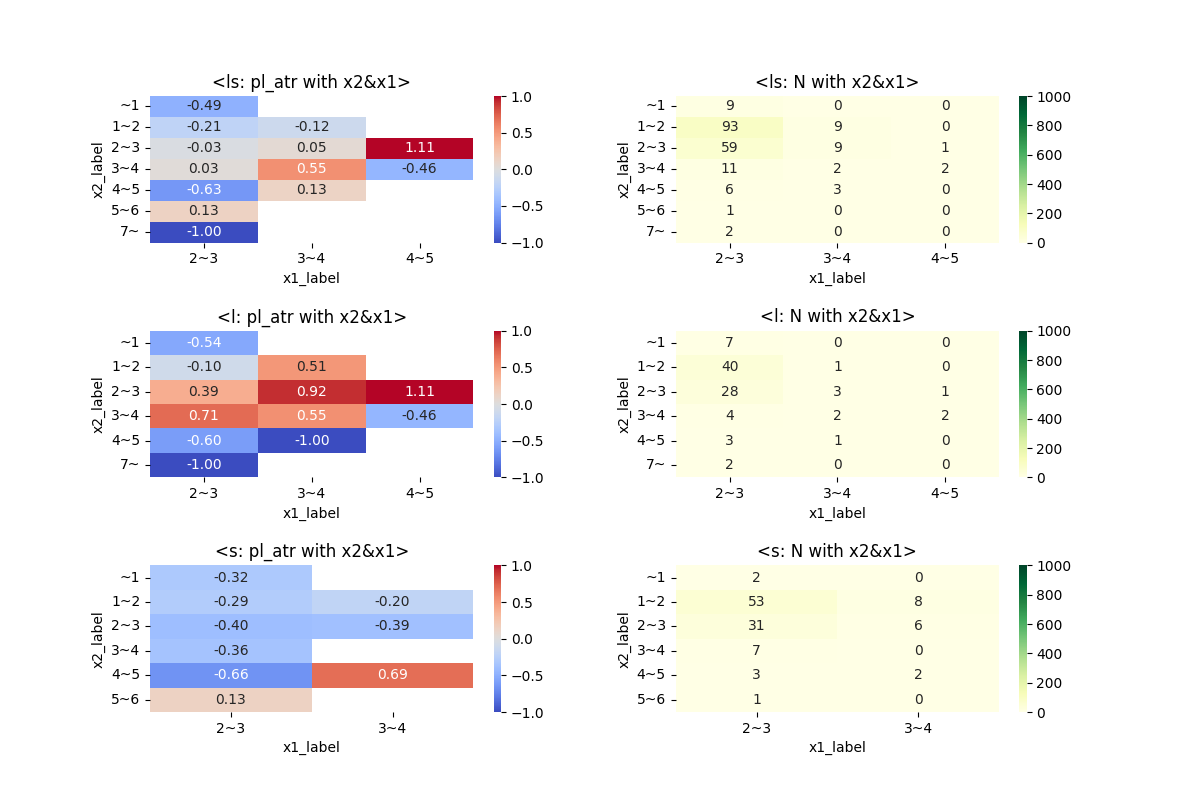 <ls: pl_atr with x2&x1>
~1 -0.49
1~2 -0.21 -0.12
2~3 -0.03 0.05 1.11
3~4 0.03 0.55 -0.46
4~5 -0.63 0.13
5~6 0.13
7~ -1.00
2~3 3~4 4~5
x1_label
x2_label
1.0
0.5
0.0
−0.5
−1.0
<ls: N with x2&x1>
~1 9 0 0
1~2 93 9 0
2~3 59 9 1
3~4 11 2 2
4~5 6 3 0
5~6 1 0 0
7~ 2 0 0
2~3 3~4 4~5
x1_label
x2_label
1000
800
600
400
200
0
<l: pl_atr with x2&x1>
~1 -0.54
1~2 -0.10 0.51
2~3 0.39 0.92 1.11
3~4 0.71 0.55 -0.46
4~5 -0.60 -1.00
7~ -1.00
2~3 3~4 4~5
x1_label
x2_label
1.0
0.5
0.0
−0.5
−1.0
<l: N with x2&x1>
~1 7 0 0
1~2 40 1 0
2~3 28 3 1
3~4 4 2 2
4~5 3 1 0
7~ 2 0 0
2~3 3~4 4~5
x1_label
x2_label
1000
800
600
400
200
0
<s: pl_atr with x2&x1>
~1 -0.32
1~2 -0.29 -0.20
2~3 -0.40 -0.39
3~4 -0.36
4~5 -0.66 0.69
5~6 0.13
2~3 3~4
x1_label
x2_label
1.0
0.5
0.0
−0.5
−1.0
<s: N with x2&x1>
~1 2 0
1~2 53 8
2~3 31 6
3~4 7 0
4~5 3 2
5~6 1 0
2~3 3~4
x1_label
x2_label
1000
800
600
400
200
0